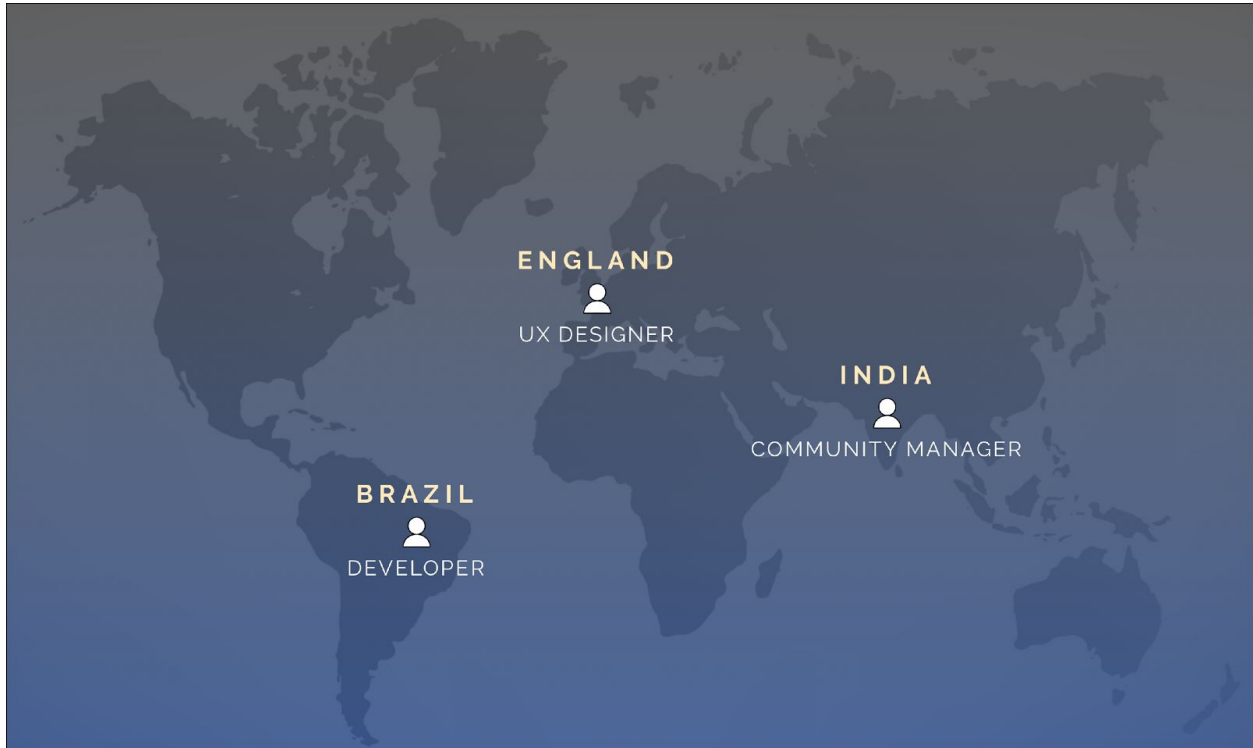 ENGLAND
UX DESIGNER
INDIA
COMMUNITY MANAGER
BRAZIL
DEVELOPER